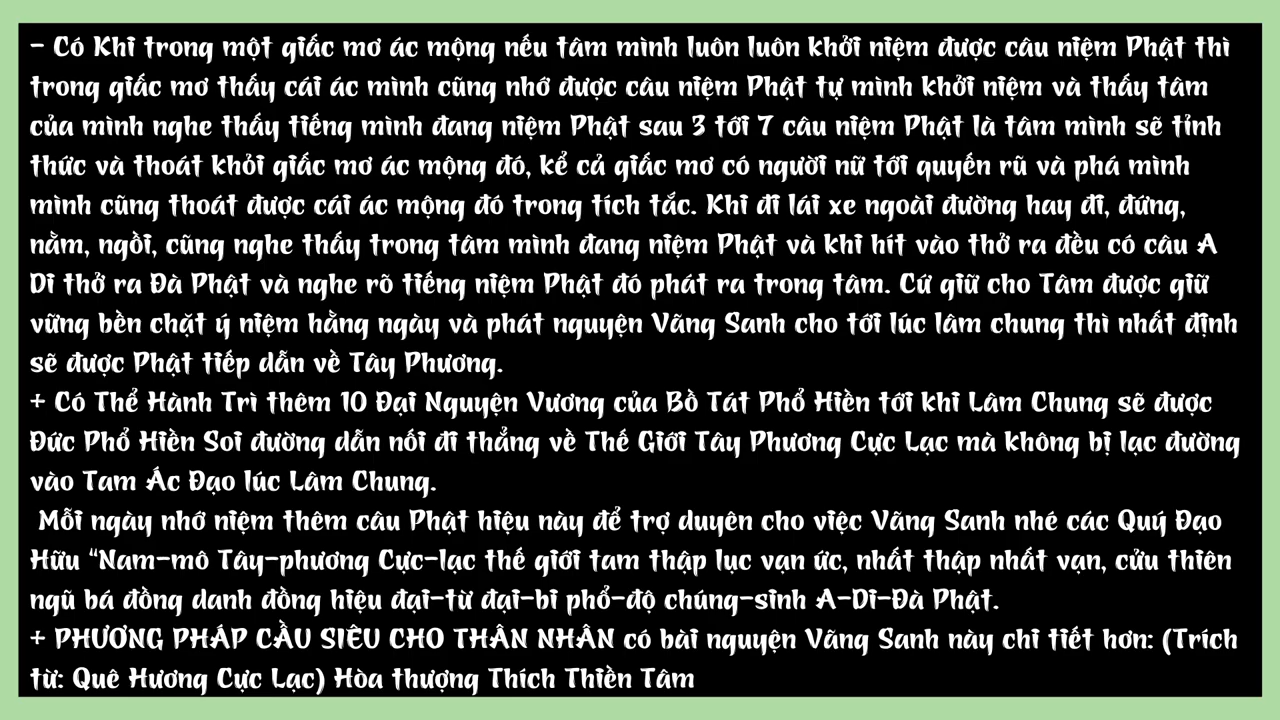 - Có Khi trong một giấc mơ ác mộng nếu tâm mình luôn luôn khởi niệm được câu niệm Phật thì
trong giấc mơ thấy cái ác mình cũng nhớ được câu niệm Phật tự mình khởi niệm và thấy tâm
của mình nghe thấy tiếng mình đang niệm Phật sau 3 tới 7 câu niệm Phật là tâm mình sẽ tỉnh
thức và thoát khỏi giấc mơ ác mộng đó, kể cả giấc mơ có người nữ tới quyến rũ và phá mình
mình cũng thoát được cái ác mộng đó trong tích tắc. Khi đi lái xe ngoài đường hay đi, đứng,
nằm, ngồi, cũng nghe thấy trong tâm mình đang niệm Phật và khi hít vào thở ra đều có câu A
Di thở ra Đà Phật và nghe rõ tiếng niệm Phật đó phát ra trong tâm. Cứ giữ cho Tâm được giữ
vững bền chặt ý niệm hằng ngày và phát nguyện Vãng Sanh cho tới lúc lâm chung thì nhất định
sẽ được Phật tiếp dẫn về Tây Phương.
+ Có Thể Hành Trì thêm 10 Đại Nguyện Vương của Bồ Tát Phổ Hiền tới khi Lâm Chung sẽ được
Đức Phổ Hiền Soi đường dẫn nối đi thẳng về Thế Giới Tây Phương Cực Lạc mà không bị lạc đường
vào Tam Ác Đạo lúc Lâm Chung.
Mỗi ngày nhớ niệm thêm câu Phật hiệu này để trợ duyên cho việc Vãng Sanh nhé các Quý Đạo
Hữu “Nam-mô Tây-phương Cực-lạc thế giới tam thập lục vạn ức, nhất thập nhất vạn, cửu thiên
ngũ bá đồng danh đồng hiệu đại-từ đại-bi phổ-độ chúng-sinh A-Di-Đà Phật.
+ PHƯƠNG PHÁP CẦU SIÊU CHO THÂN NHÂN có bài nguyện Vãng Sanh này chi tiết hơn: (Trích
từ: Quê Hương Cực Lạc) Hòa thượng Thích Thiền Tâm